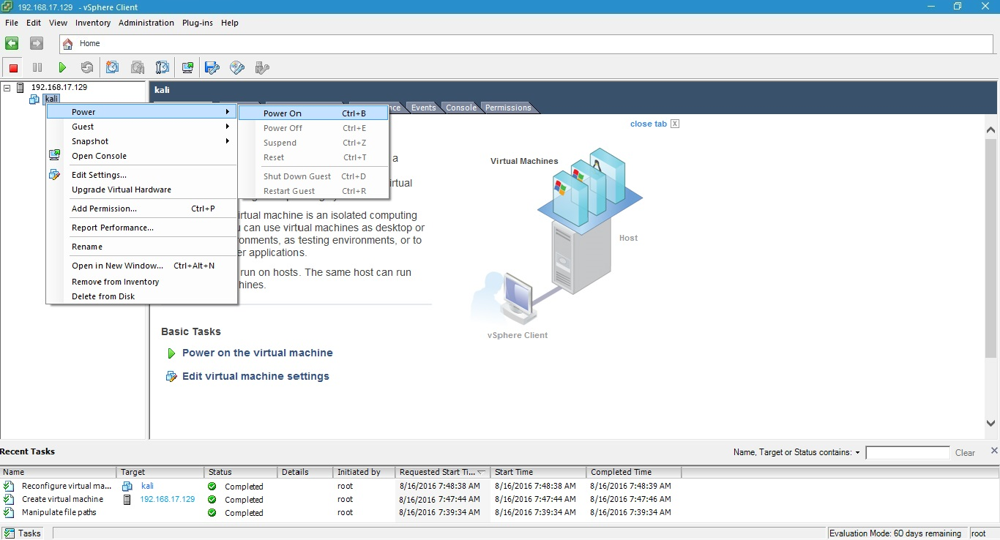 192.168.17.129 - vSphere Client
File Edit View Inventory Administration Plug-ins Help
Home
192.168.17.129
kali
kali
nce Events Console Permissions
close tab X
Power
Guest
Snapshot
Open Console
Edit Settings...
Upgrade Virtual Hardware
Add Permission... Ctrl+P
Report Performance...
Rename
Open in New Window... Ctrl+Alt+N
Remove from Inventory
Delete from Disk
Power On Ctrl+B
Power Off Ctrl+E
Suspend Ctrl+Z
Reset Ctrl+T
Shut Down Guest Ctrl+D
Restart Guest Ctrl+R
a
irtual
irtual machine is an isolated computing
u can use virtual machines as desktop or
onments, as testing environments, or to
er applications.
run on hosts. The same host can run
hines.
Virtual Machines
Host
vSphere Client
Basic Tasks
Power on the virtual machine
Edit virtual machine settings
Recent Tasks
Name, Target or Status contains: Clear
Name Target Status Details Initiated by Requested Start Ti... Start Time Completed Time
Reconfigure virtual ma... kali Completed root 8/16/2016 7:48:38 AM 8/16/2016 7:48:38 AM 8/16/2016 7:48:39 AM
Create virtual machine 192.168.17.129 Completed root 8/16/2016 7:47:44 AM 8/16/2016 7:47:44 AM 8/16/2016 7:47:46 AM
Manipulate file paths Completed root 8/16/2016 7:39:34 AM 8/16/2016 7:39:34 AM 8/16/2016 7:39:34 AM
Tasks Evaluation Mode: 60 days remaining root